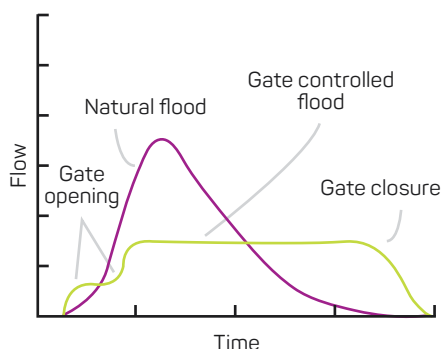 Gate controlled
flood
Natural flood
Gate
opening
Gate closure
Flow
Time